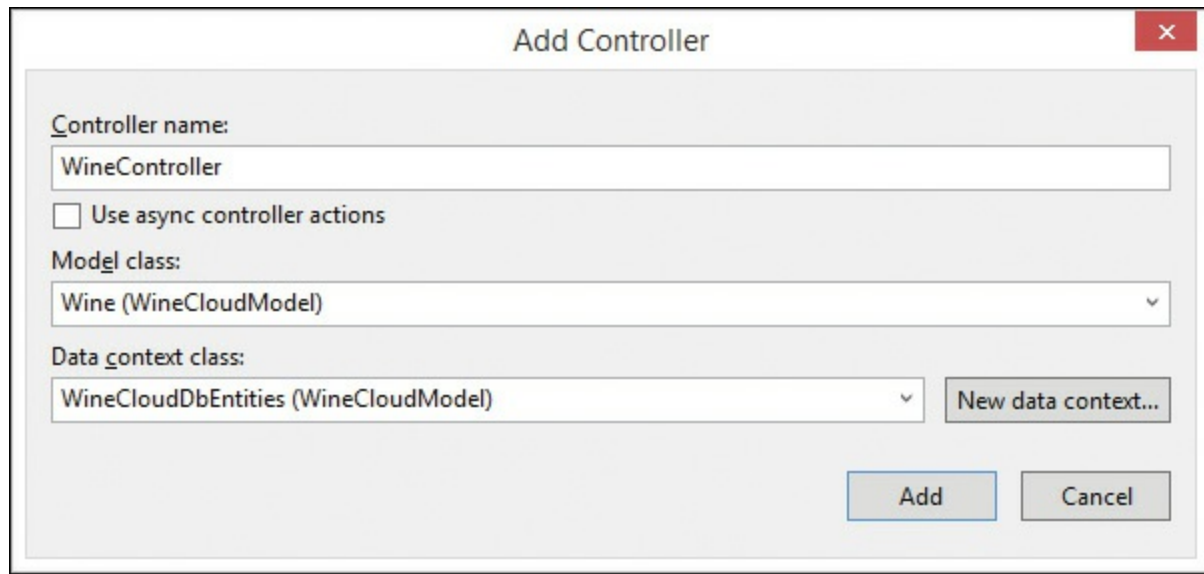 Add Controller
Controller name:
WineController
Use async controller actions
Model class:
Wine (WineCloudModel)
Data context class:
WineCloudDbEntities (WineCloudModel)
New data context...
Add
Cancel